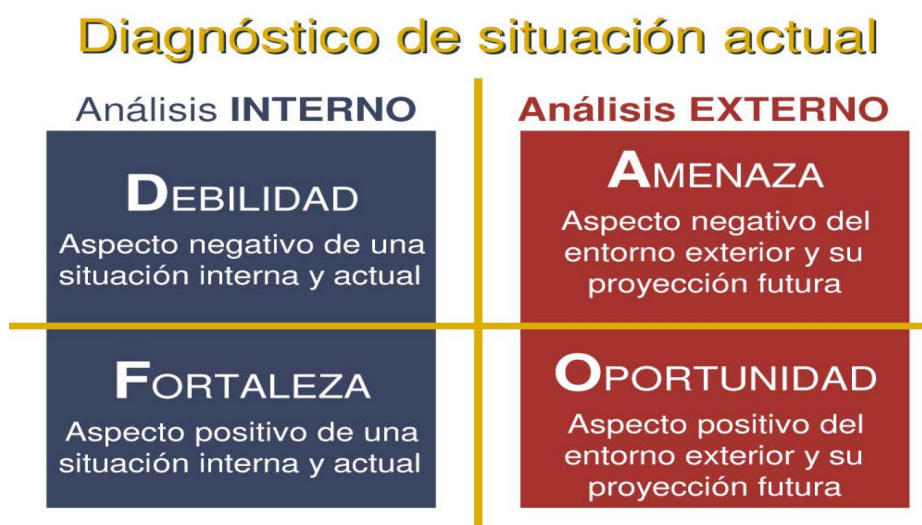 Diagnóstico de situación actual
Análisis INTERNO
DEBILIDAD
Aspecto negativo de una
situación interna y actual
FORTALEZA
Aspecto positivo de una
situación interna y actual
Análisis EXTERNO
AMENAZA
Aspecto negativo del
entorno exterior y su
proyección futura
OPORTUNIDAD
Aspecto positivo del
entorno exterior y su
proyección futura